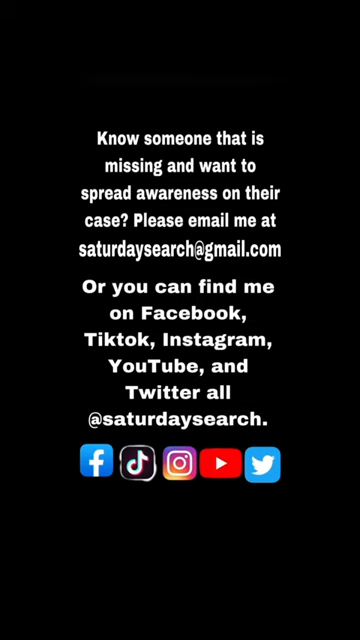 Know someone that is
missing and want to
spread awareness on their
case? Please email me at
saturdaysearch@gmail.com
Or you can find me
on Facebook,
Tiktok, Instagram,
YouTube, and
Twitter all
@saturdaysearch.